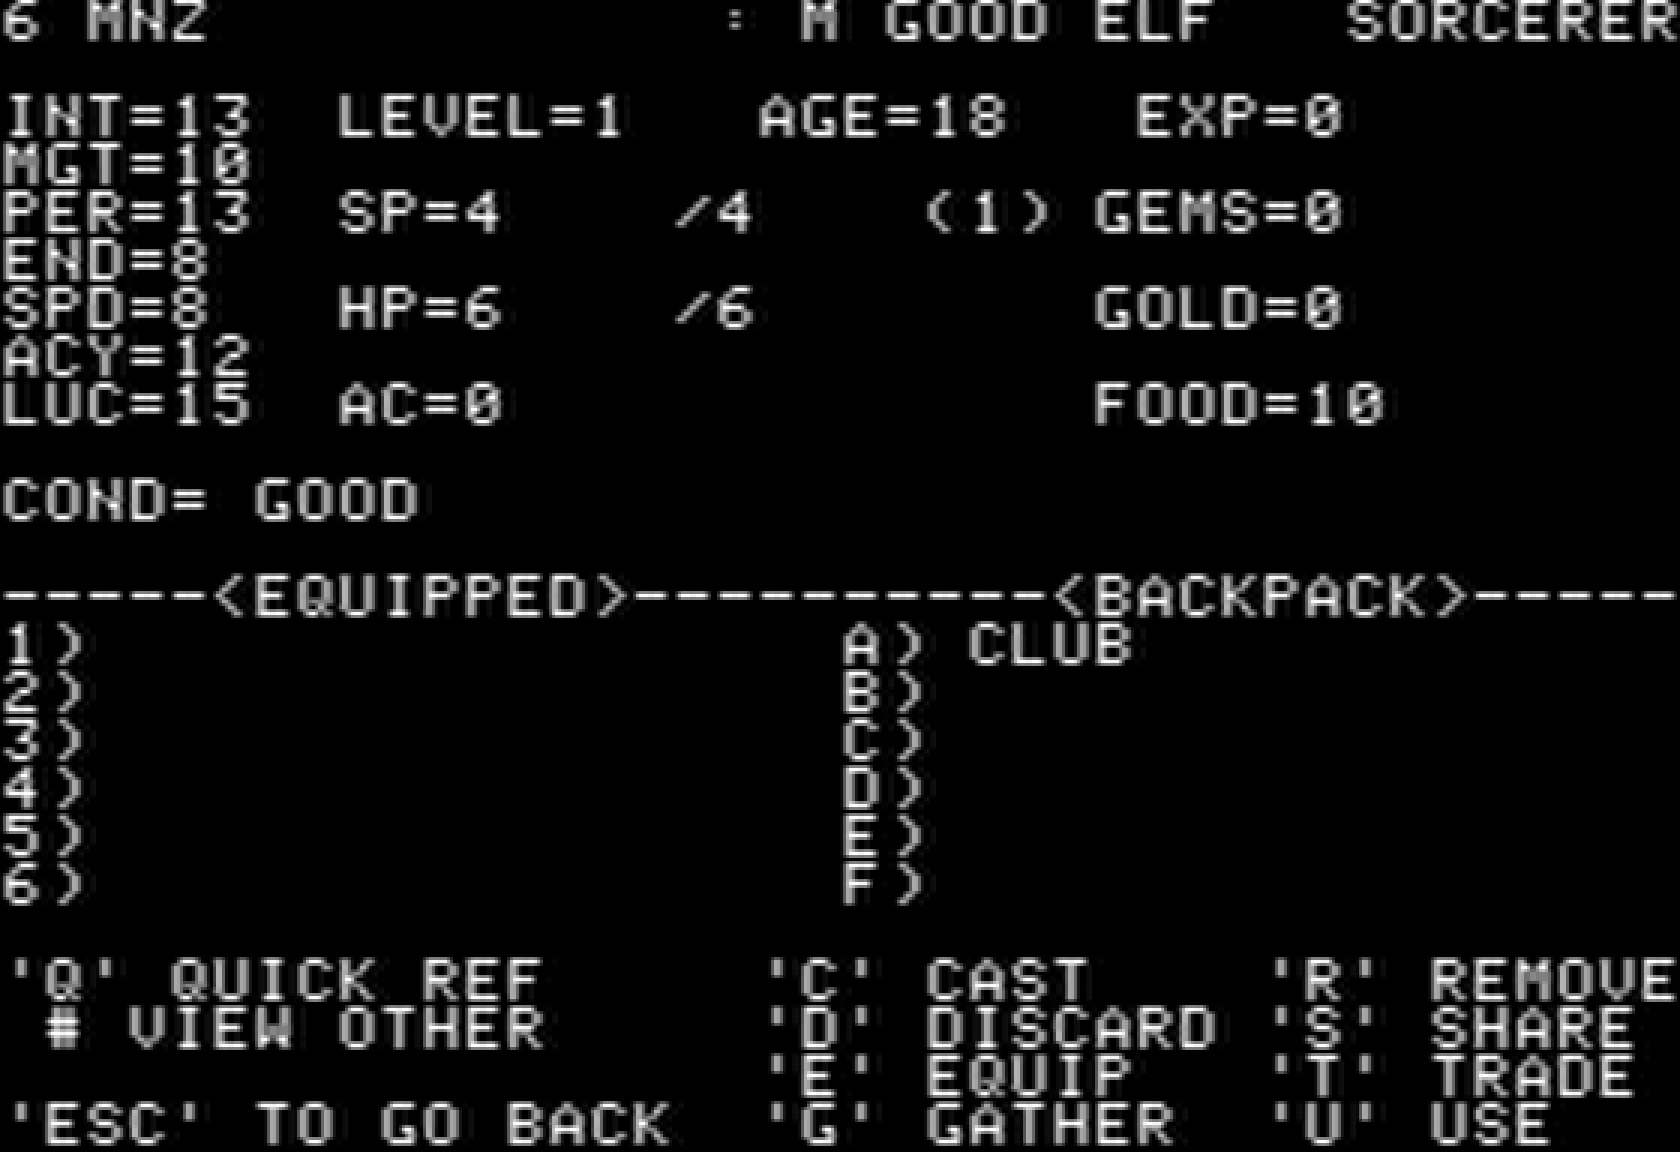 6 MNZ : M GOOD ELF SORCERER
INT=13 LEVEL=1 AGE=18 EXP=0
MGT=10
PER=13 SP=4 /4 (1) GEMS=0
END=8
SPD=8 HP=6 /6 GOLD=0
ACY=12
LUC=15 AC=0 FOOD=10
COND= GOOD
-----<EQUIPPED>----------<BACKPACK>-----
1) A) CLUB
2) B)
3) C)
4) D)
5) E)
6) F)
'Q' QUICK REF 'C' CAST 'R' REMOVE
# VIEW OTHER 'D' DISCARD 'S' SHARE
'E' EQUIP 'T' TRADE
'ESC' TO GO BACK 'G' GATHER 'U' USE